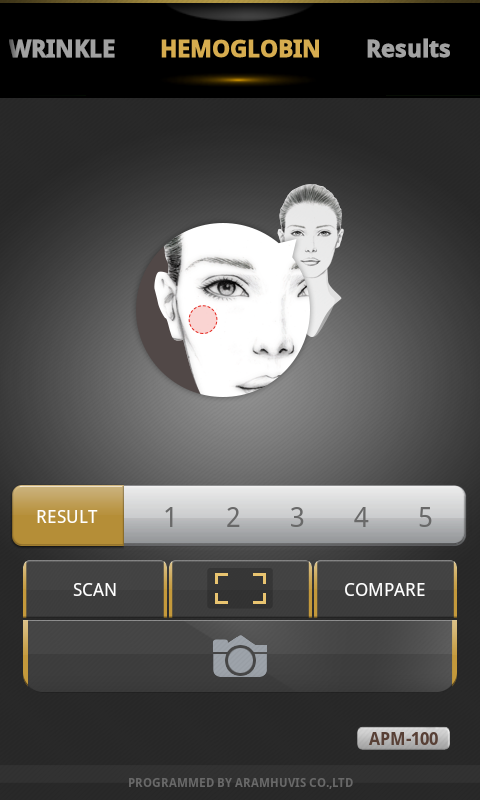 WRINKLE HEMOGLOBIN Results
RESULT 1 2 3 4 5
SCAN COMPARE
APM-100
PROGRAMMED BY ARAMHUVIS CO.,LTD